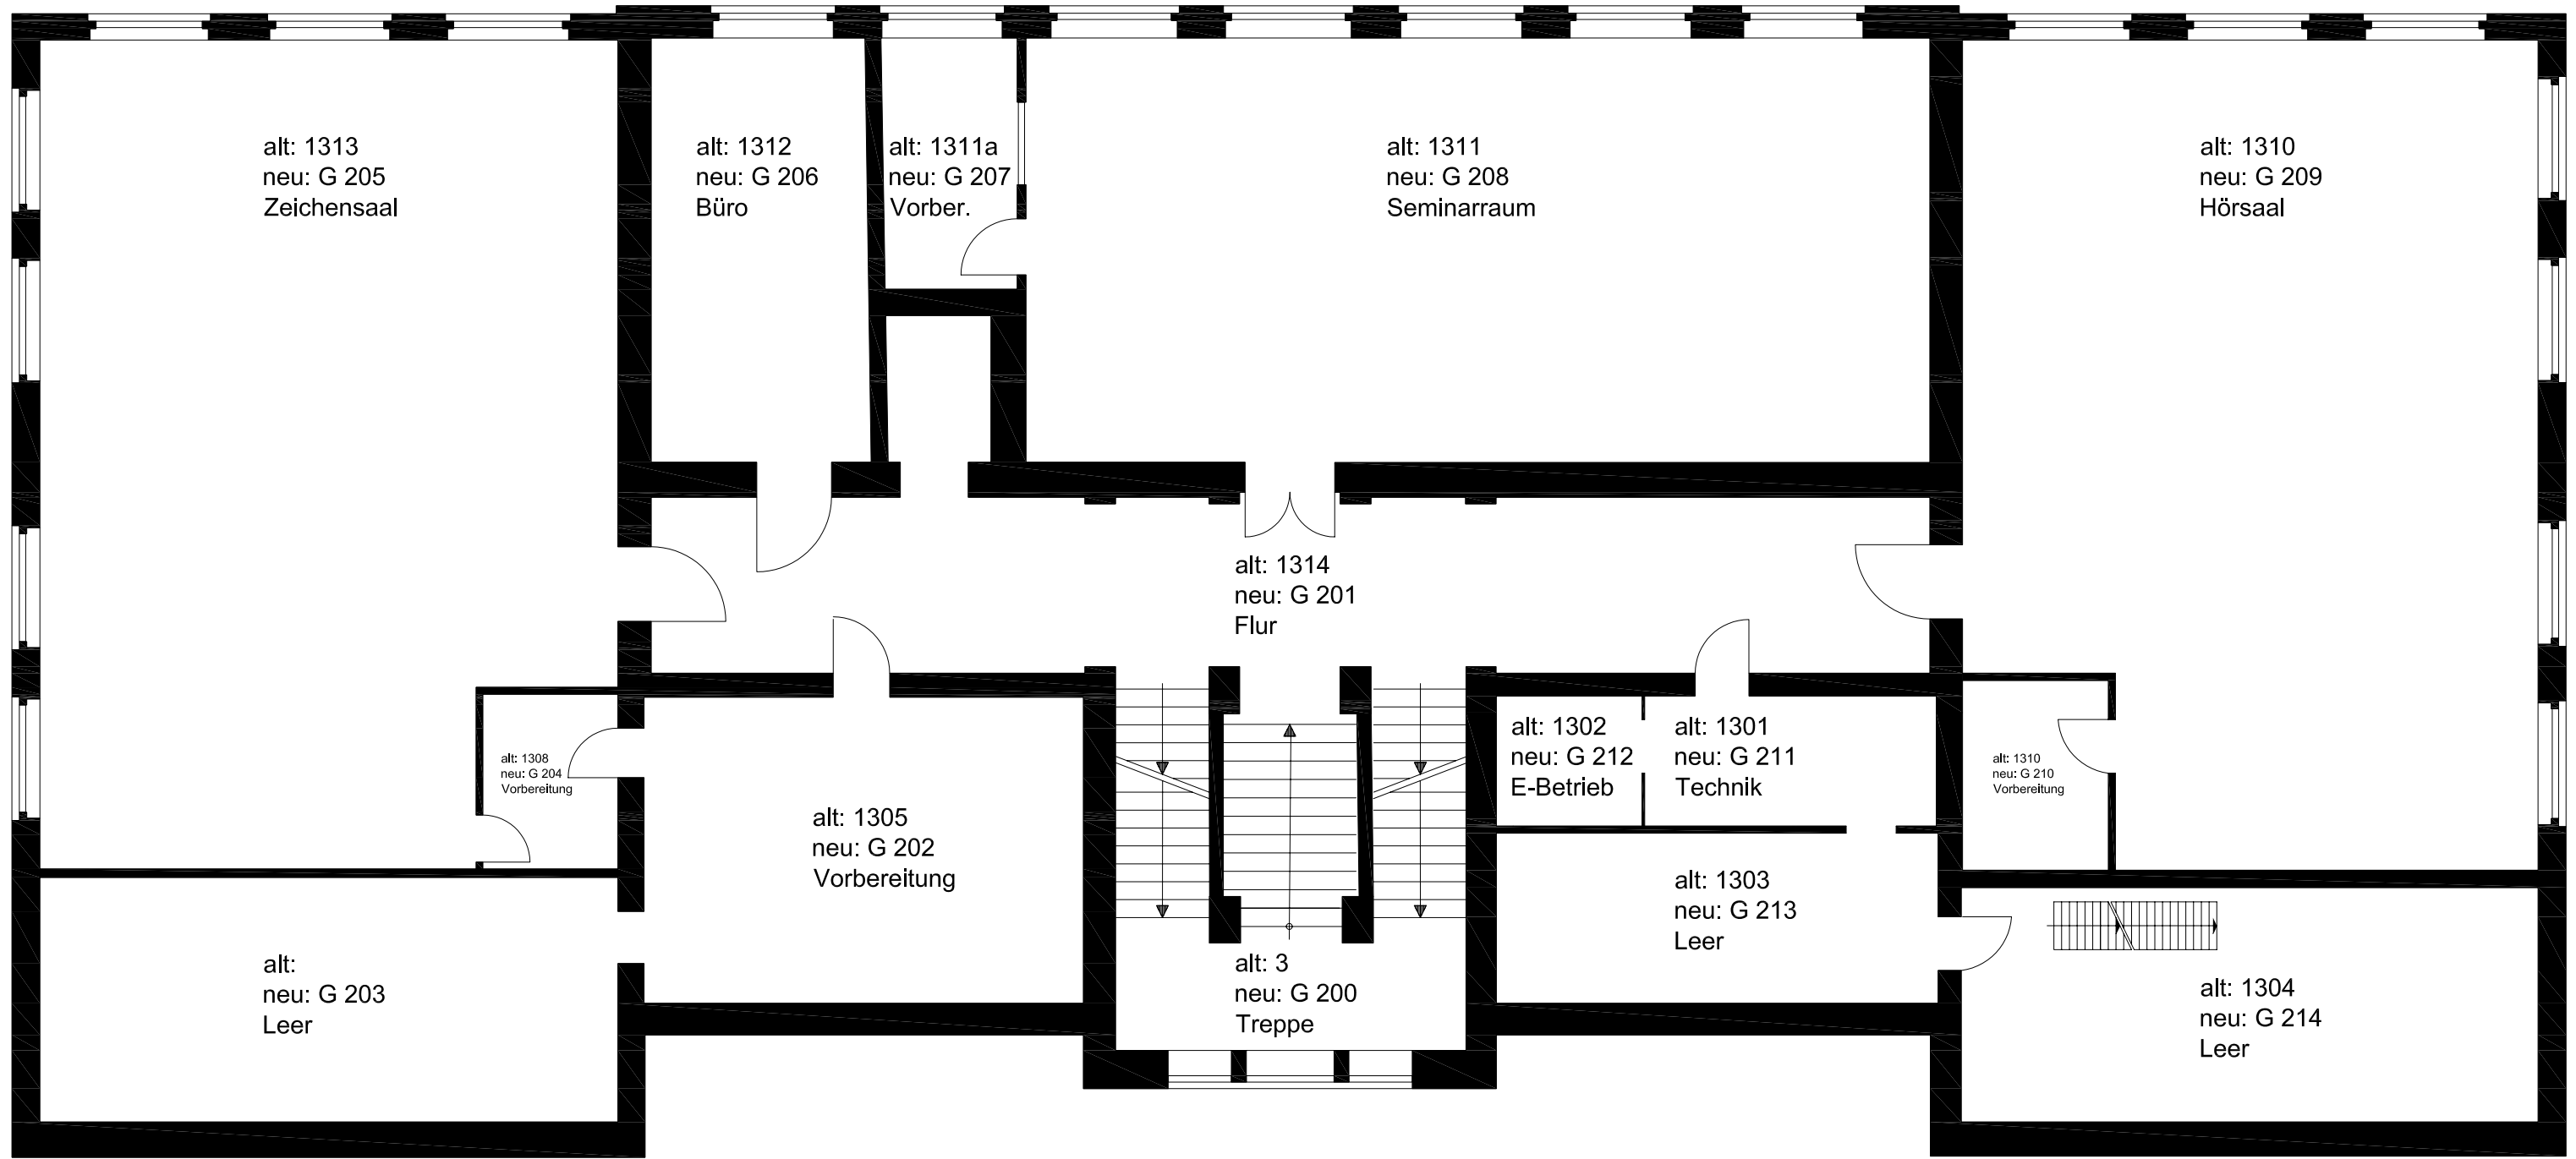 alt: 1313
neu: G 205
Zeichensaal
alt: 1312
neu: G 206
Büro
alt: 1311a
neu: G 207
Vorber.
alt: 1311
neu: G 208
Seminarraum
alt: 1310
neu: G 209
Hörsaal
alt: 1314
neu: G 201
Flur
alt: 1308
neu: G 204
Vorbereitung
alt: 1305
neu: G 202
Vorbereitung
alt: 1302
neu: G 212
E-Betrieb
alt: 1301
neu: G 211
Technik
alt: 1310
neu: G 210
Vorbereitung
alt:
neu: G 203
Leer
alt: 3
neu: G 200
Treppe
alt: 1303
neu: G 213
Leer
alt: 1304
neu: G 214
Leer